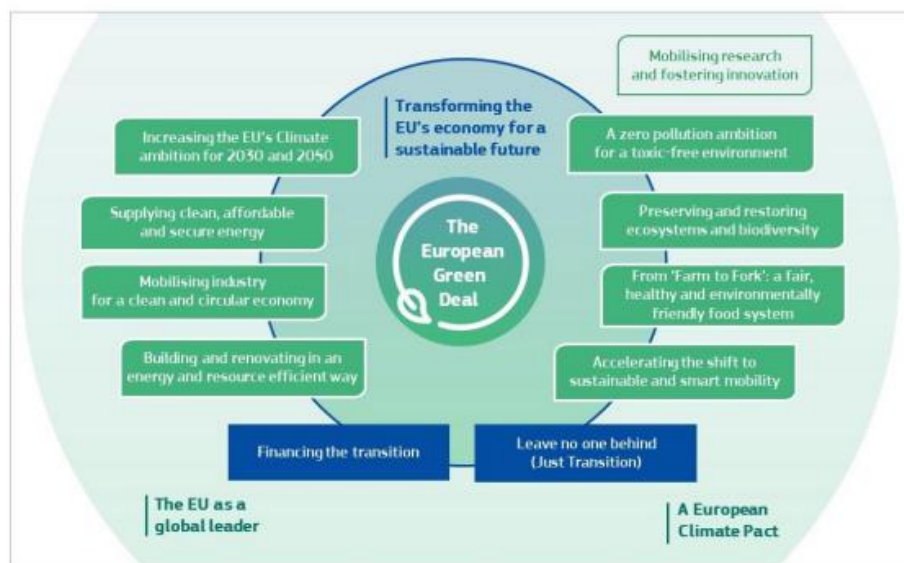 Mobilising research
and fostering innovation
Transforming the
EU's economy for a
sustainable future
Increasing the EU's Climate
ambition for 2030 and 2050
A zero pollution ambition
for a toxic-free environment
Supplying clean, affordable
and secure energy
Preserving and restoring
ecosystems and biodiversity
The
European
Green
Deal
Mobilising industry
for a clean and circular economy
From 'Farm to Fork': a fair,
healthy and environmentally
friendly food system
Building and renovating in an
energy and resource efficient way
Accelerating the shift to
sustainable and smart mobility
Financing the transition
Leave no one behind
(Just Transition)
The EU as a
global leader
A European
Climate Pact